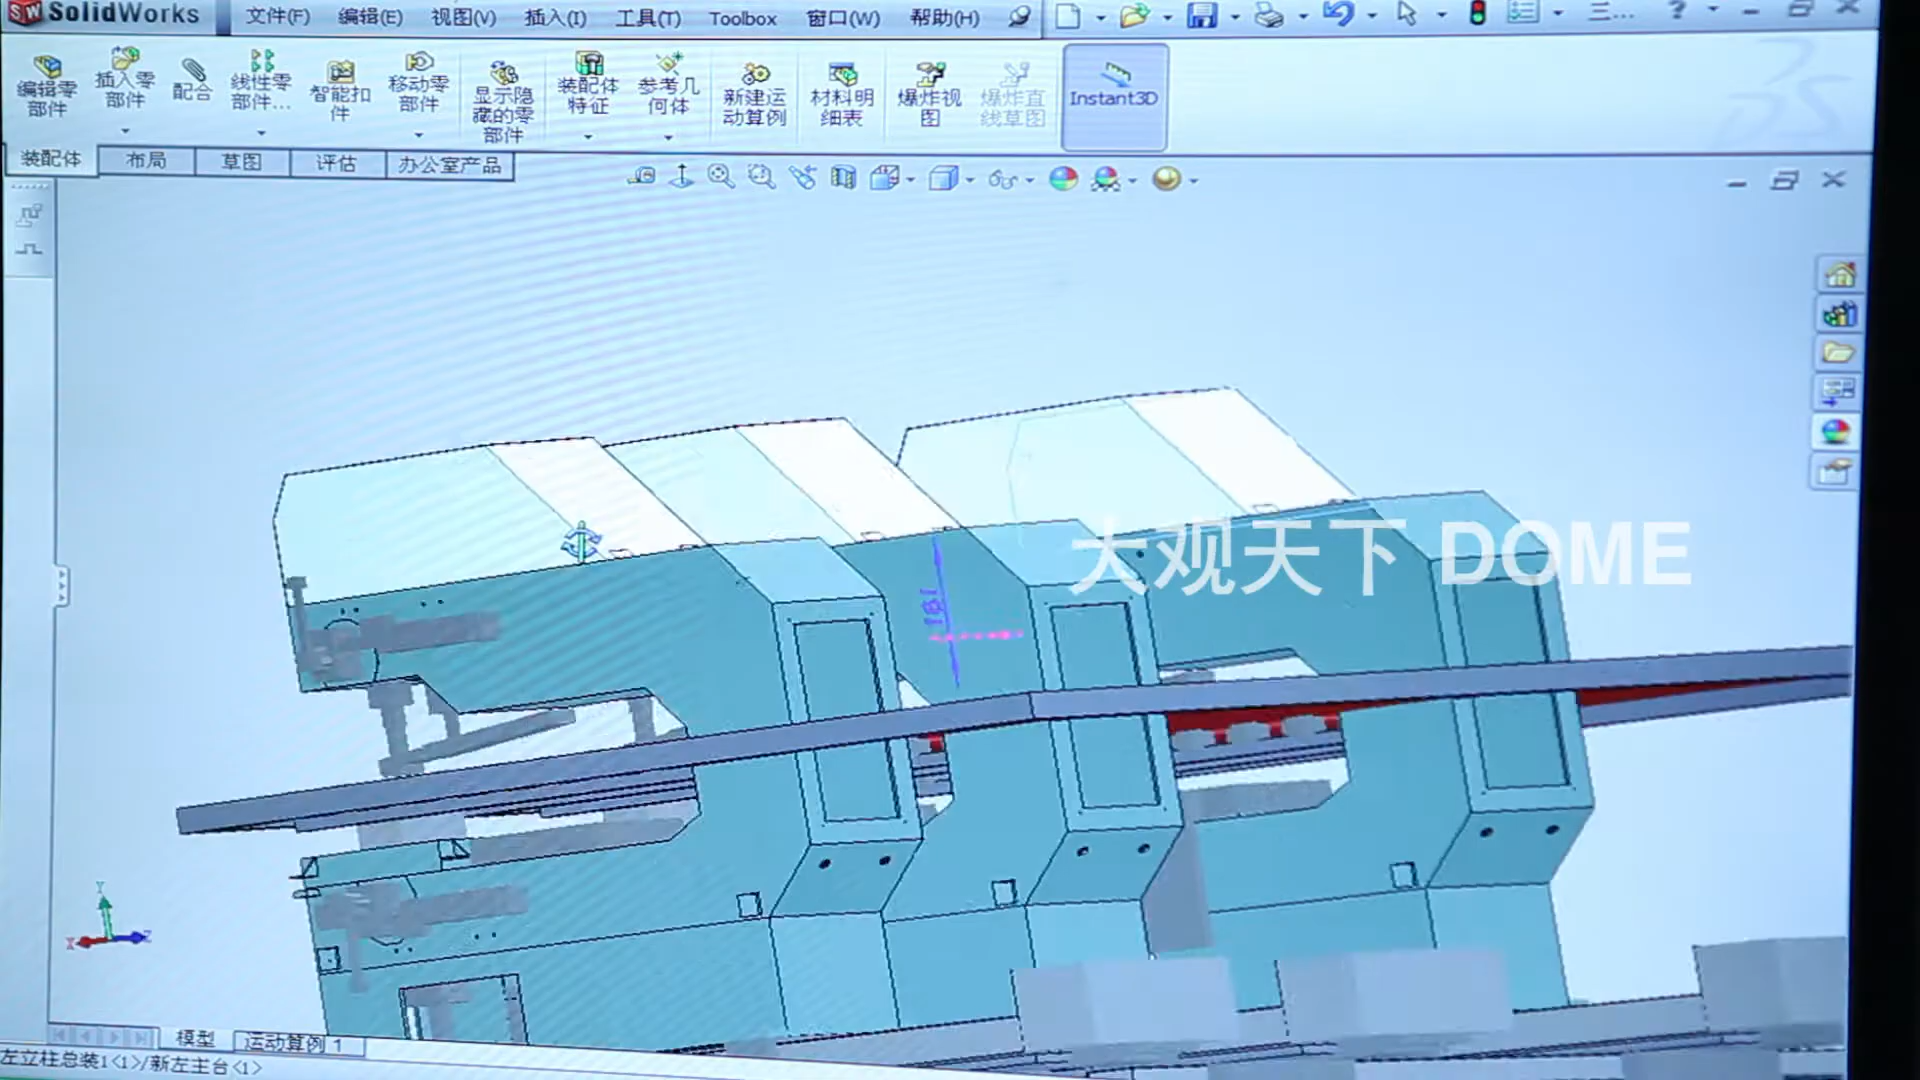 SW SolidWorks 文件(F) 编辑(E) 视图(V) 插入(I) 工具(T) Toolbox 窗口(W) 帮助(H) 三... ?
编辑零部件
插入零部件
配合
线性零部件...
智能扣件
移动零部件
显示隐藏的零部件
装配体特征
参考几何体
新建运动算例
材料明细表
爆炸视图
爆炸直线草图
Instant3D
装配体 布局 草图 评估 办公室产品
大观天下 DOME
181
Y
X Z
模型 运动算例 1
左立柱总装1<1>/新左主台<1>